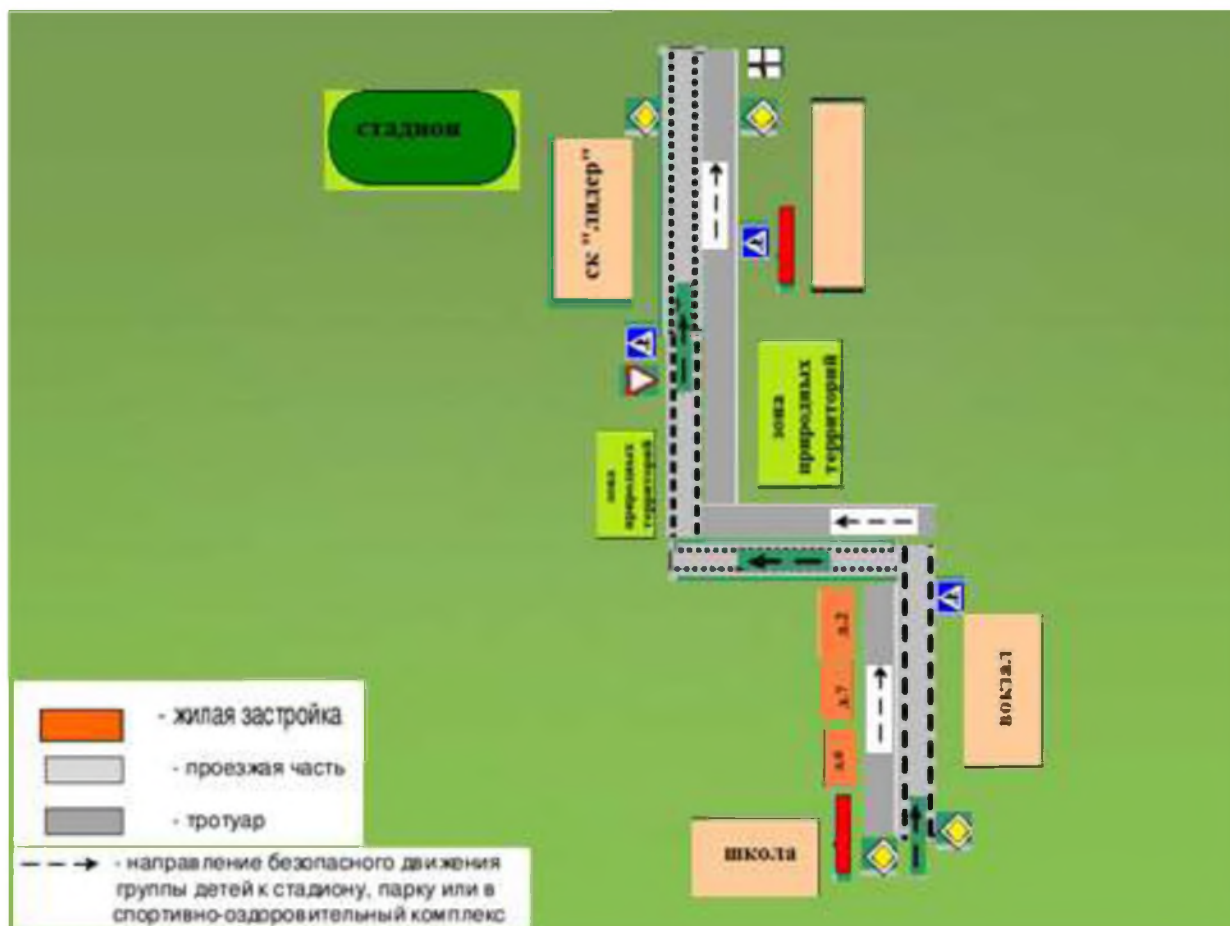 стадион
ск "лидер"
зона
природных
территорий
зона
природных
территорий
д.2
д.7
д.6
вокзал
школа
- жилая застройка
- проезжая часть
- тротуар
- направление безопасного движения
группы детей к стадиону, парку или в
спортивно-оздоровительный комплекс